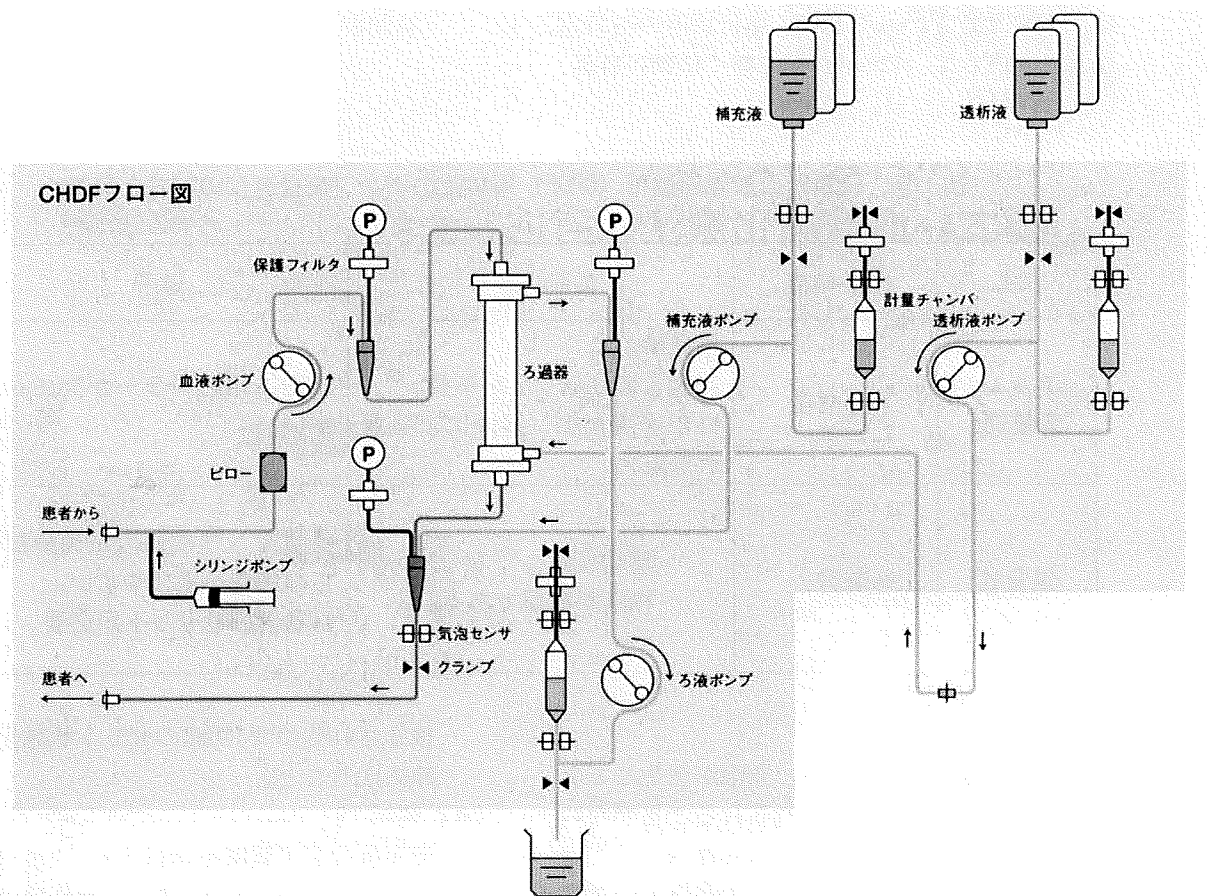 補充液
透析液
CHDFフロー図
P
P
保護フィルタ
計量チャンバ
補充液ポンプ
透析液ポンプ
血液ポンプ
ろ過器
P
ピロー
患者から
シリンジポンプ
気泡センサ
クランプ
患者へ
ろ液ポンプ